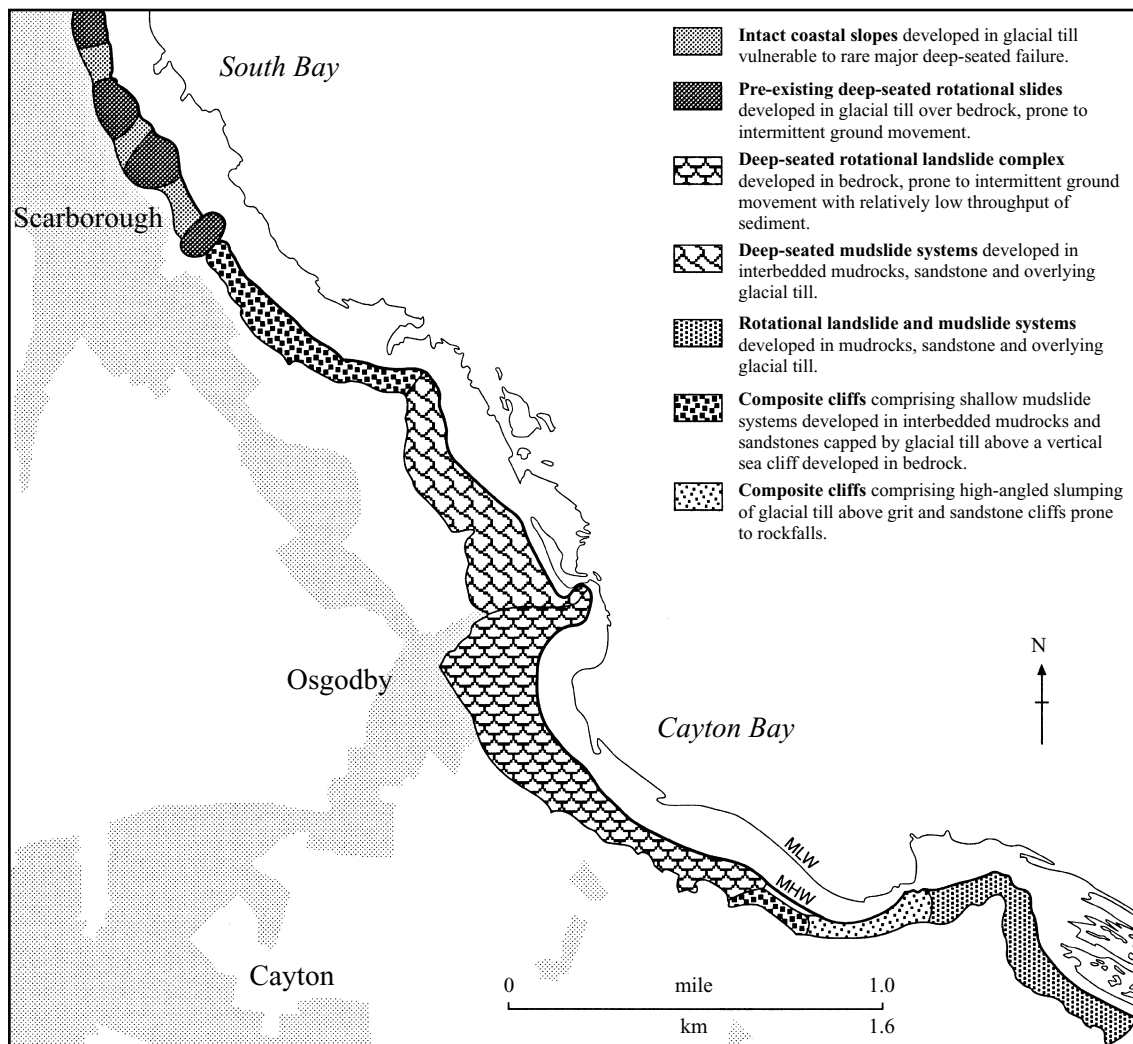 South Bay
Scarborough
Osgodby
Cayton Bay
Cayton
MLW
MHW
N
0 mile 1.0
km 1.6
Intact coastal slopes developed in glacial till
vulnerable to rare major deep-seated failure.
Pre-existing deep-seated rotational slides
developed in glacial till over bedrock, prone to
intermittent ground movement.
Deep-seated rotational landslide complex
developed in bedrock, prone to intermittent ground
movement with relatively low throughput of
sediment.
Deep-seated mudslide systems developed in
interbedded mudrocks, sandstone and overlying
glacial till.
Rotational landslide and mudslide systems
developed in mudrocks, sandstone and overlying
glacial till.
Composite cliffs comprising shallow mudslide
systems developed in interbedded mudrocks and
sandstones capped by glacial till above a vertical
sea cliff developed in bedrock.
Composite cliffs comprising high-angled slumping
of glacial till above grit and sandstone cliffs prone
to rockfalls.